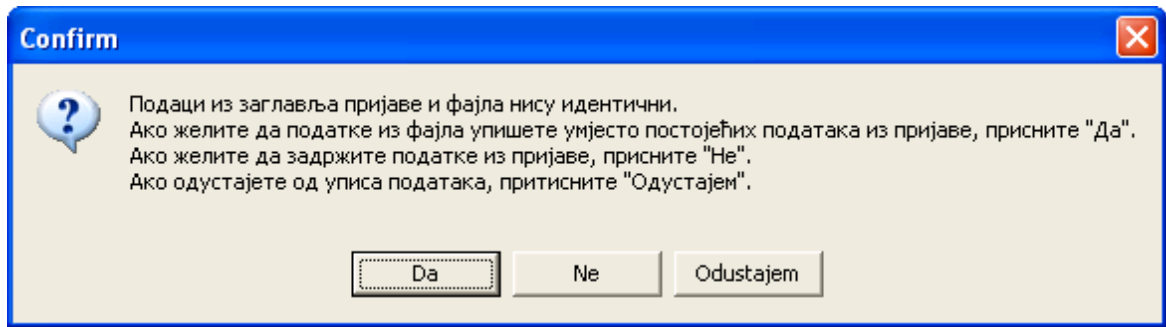 Confirm
Подаци из заглавља пријаве и фајла нису идентични.
Ако желите да податке из фајла упишете умјесто постојећих података из пријаве, присните "Да".
Ако желите да задржите податке из пријаве, присните "Не".
Ако одустајете од уписа података, притисните "Одустајем".
Da Ne Odustajem